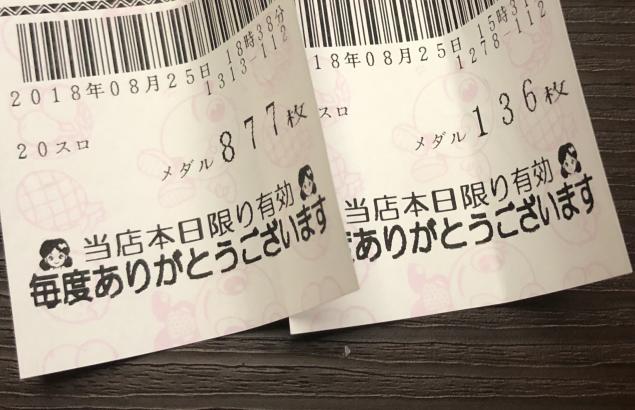 2018年08月25日 18時38分
1313-112
20スロ
メダル 877枚
当店本日限り有効
毎度ありがとうございます
18年08月25日 15時31
1278-112
スロ
メダル 136枚
当店本日限り有効
ありがとうございます